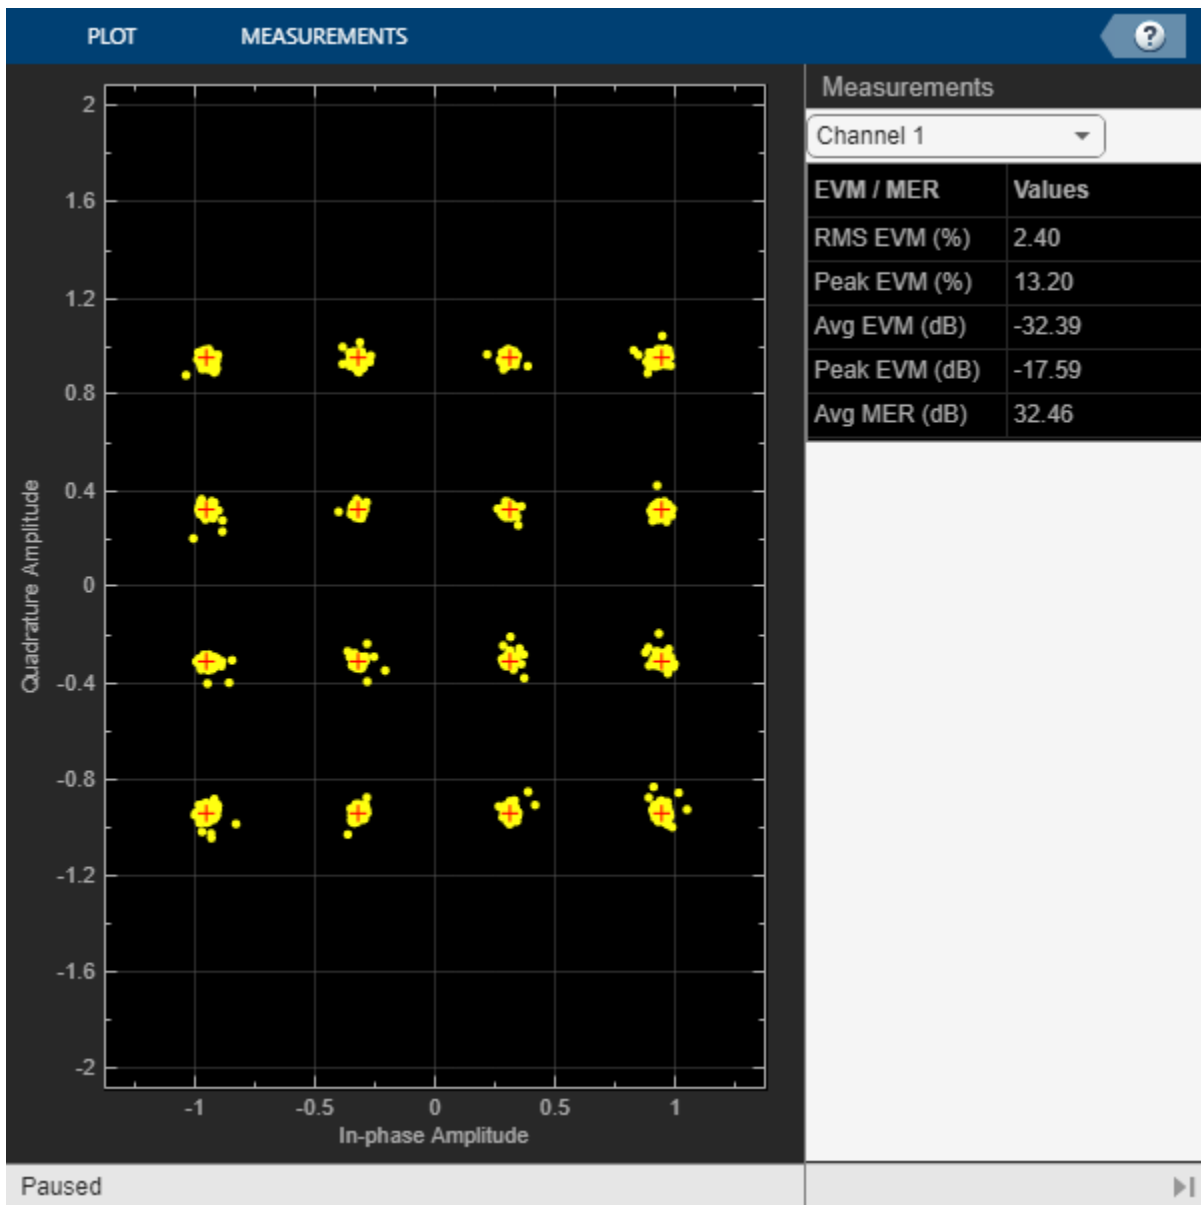 PLOT MEASUREMENTS ?
Measurements
Channel 1
EVM / MER Values
RMS EVM (%) 2.40
Peak EVM (%) 13.20
Avg EVM (dB) -32.39
Peak EVM (dB) -17.59
Avg MER (dB) 32.46
2
1.6
1.2
0.8
0.4
0
-0.4
-0.8
-1.2
-1.6
-2
Quadrature Amplitude
-1 -0.5 0 0.5 1
In-phase Amplitude
Paused